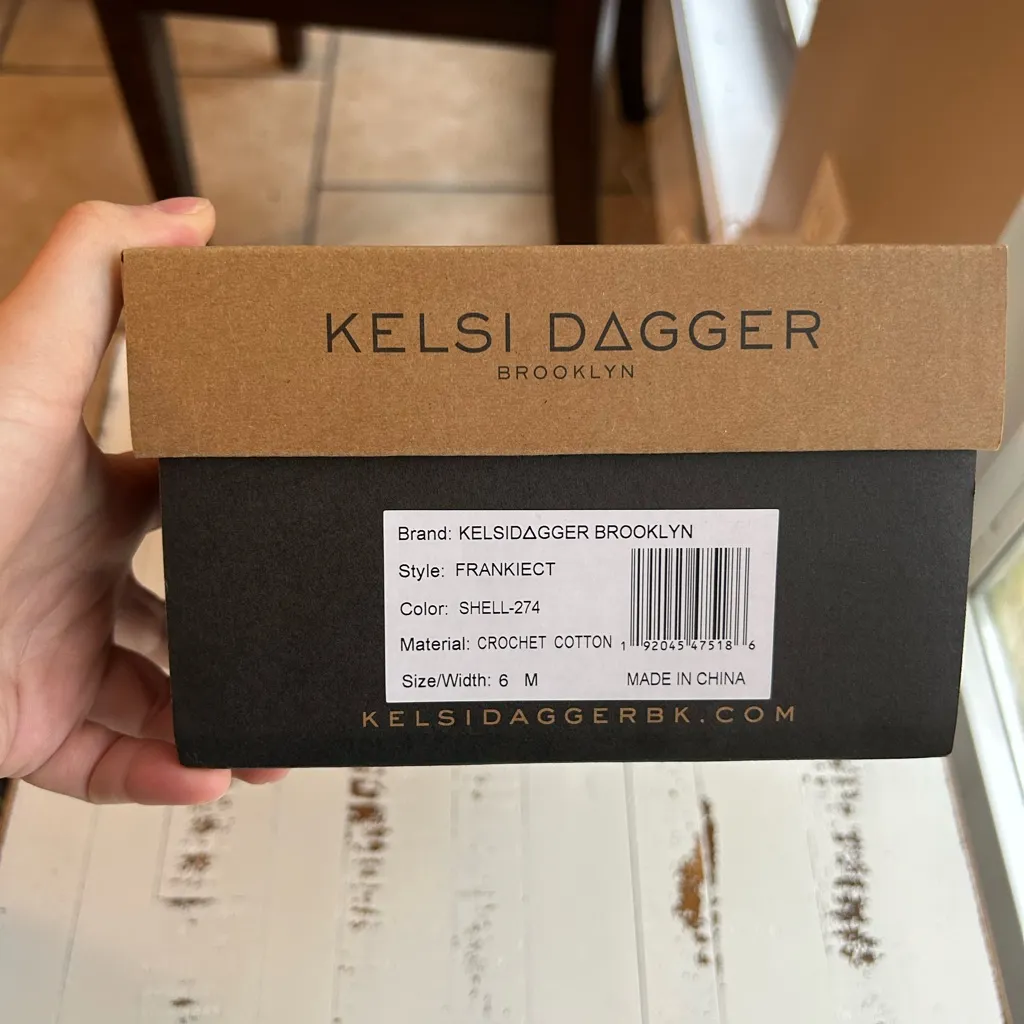 KELSI DΔGGER
BROOKLYN
Brand: KELSIDΔGGER BROOKLYN
Style: FRANKIECT
Color: SHELL-274
Material: CROCHET COTTON
1 92045 47518 6
Size/Width: 6 M
MADE IN CHINA
KELSIDAGGERBK.COM